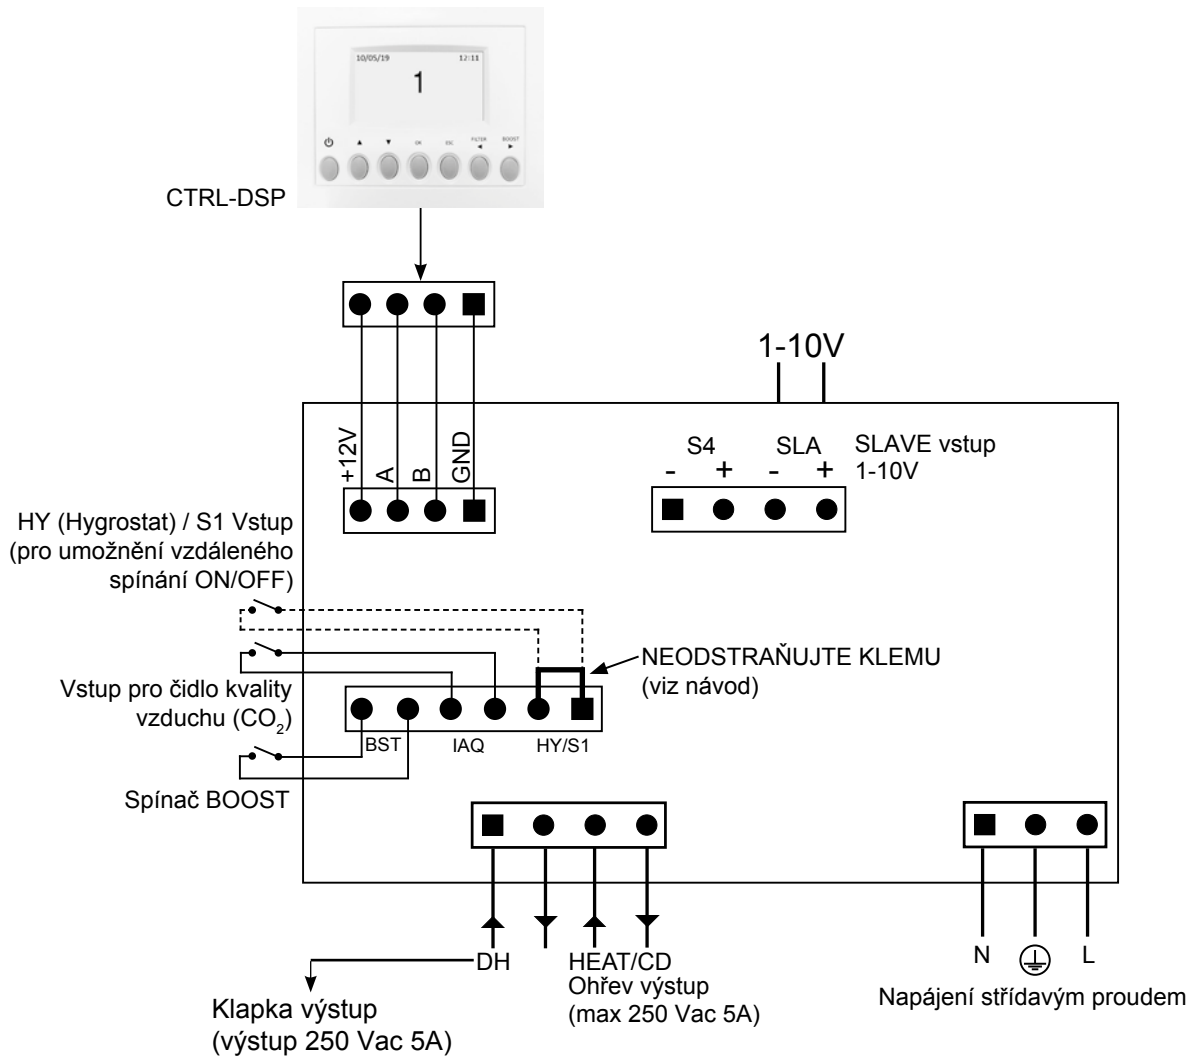 10/05/19 12:11
1
FILTER BOOST
OK ESC
CTRL-DSP
1-10V
+12V A B GND
S4 SLA
- + - +
SLAVE vstup
1-10V
HY (Hygrostat) / S1 Vstup
(pro umožnění vzdáleného
spínání ON/OFF)
NEODSTRAŇUJTE KLEMU
(viz návod)
Vstup pro čidlo kvality
vzduchu (CO₂)
BST IAQ HY/S1
Spínač BOOST
DH
HEAT/CD
Ohřev výstup
(max 250 Vac 5A)
N L
Napájení střídavým proudem
Klapka výstup
(výstup 250 Vac 5A)